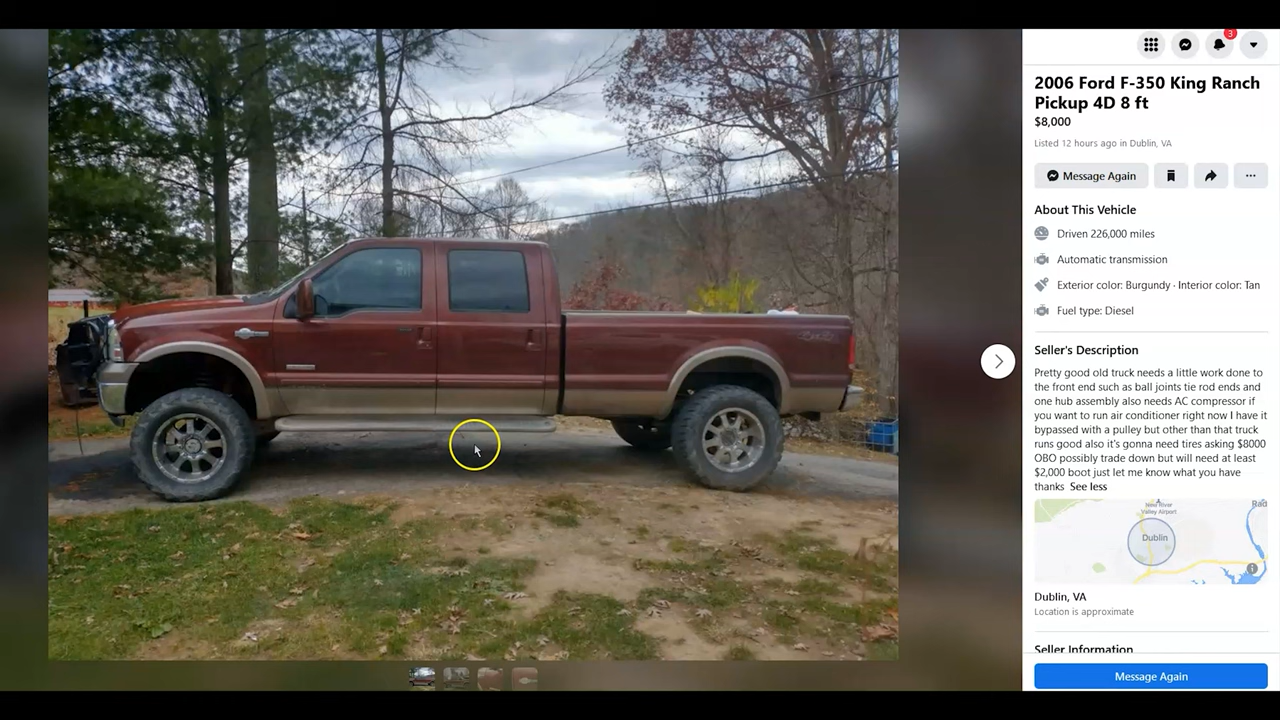 3
2006 Ford F-350 King Ranch
Pickup 4D 8 ft
$8,000
Listed 12 hours ago in Dublin, VA
Message Again
About This Vehicle
Driven 226,000 miles
Automatic transmission
Exterior color: Burgundy · Interior color: Tan
Fuel type: Diesel
Seller's Description
Pretty good old truck needs a little work done to
the front end such as ball joints tie rod ends and
one hub assembly also needs AC compressor if
you want to run air conditioner right now I have it
bypassed with a pulley but other than that truck
runs good also it's gonna need tires asking $8000
OBO possibly trade down but will need at least
$2,000 boot just let me know what you have
thanks See less
New River
Valley Airport
Rad
Dublin
Dublin, VA
Location is approximate
Seller Information
Message Again